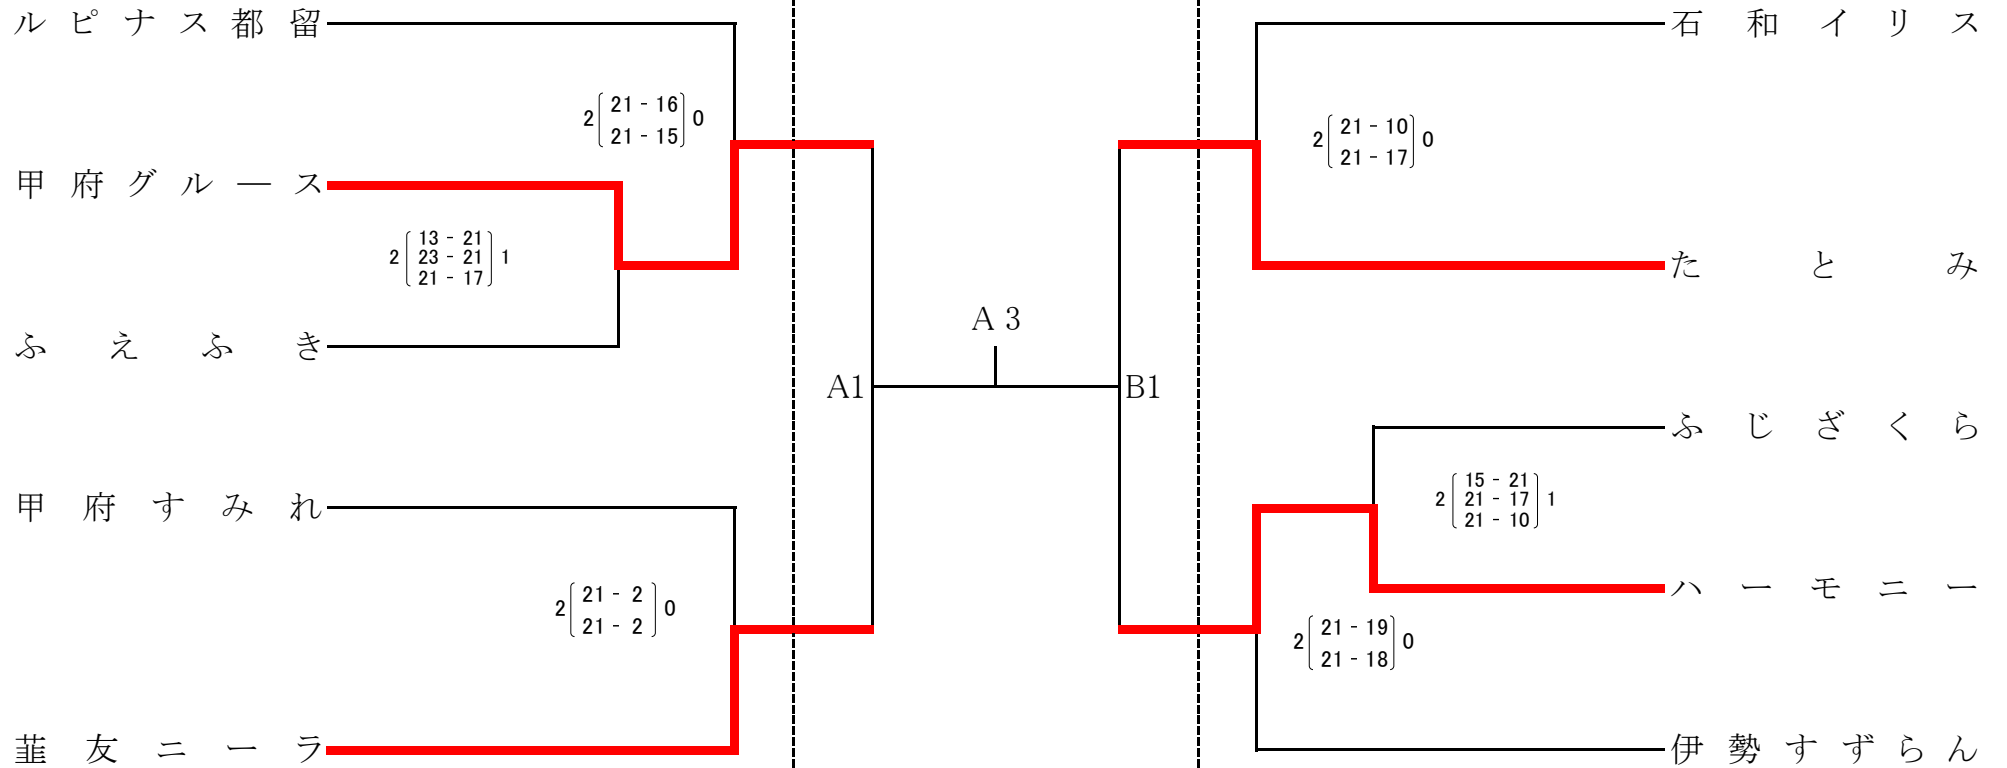 ルピナス都留
石和イリス
2 21 - 16 0
21 - 15
2 21 - 10 0
21 - 17
甲府グルース
13 - 21
2 23 - 21 1
21 - 17
たとみ
A 3
ふえふき
A1
B1
ふじざくら
15 - 21
2 21 - 17 1
21 - 10
甲府すみれ
ハーモニー
2 21 - 2 0
21 - 2
2 21 - 19 0
21 - 18
韮友ニーラ
伊勢すずらん